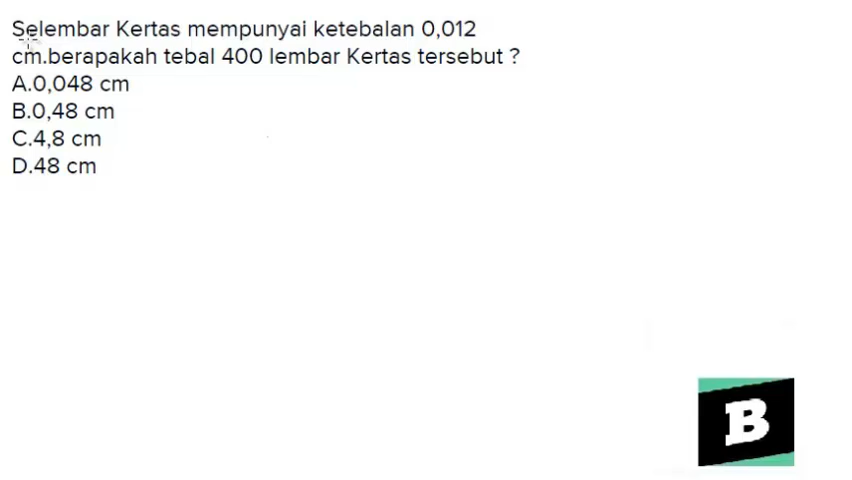 Selembar Kertas mempunyai ketebalan 0,012
cm.berapakah tebal 400 lembar Kertas tersebut ?
A.0,048 cm
B.0,48 cm
C.4,8 cm
D.48 cm
B